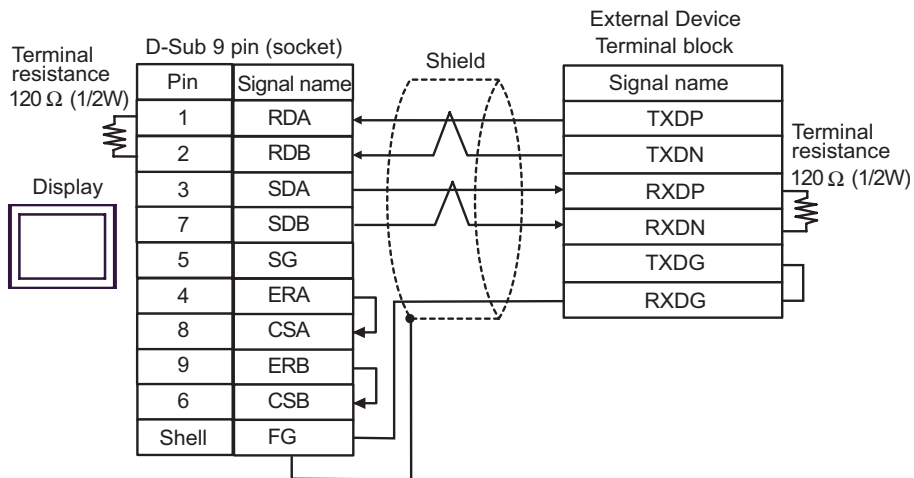 External Device
Terminal block
D-Sub 9 pin (socket)
Shield
Terminal
resistance
120 Ω (1/2W)
Pin Signal name
1 RDA
2 RDB
3 SDA
7 SDB
5 SG
4 ERA
8 CSA
9 ERB
6 CSB
Shell FG
Display
Signal name
TXDP
TXDN
RXDP
RXDN
TXDG
RXDG
Terminal
resistance
120 Ω (1/2W)